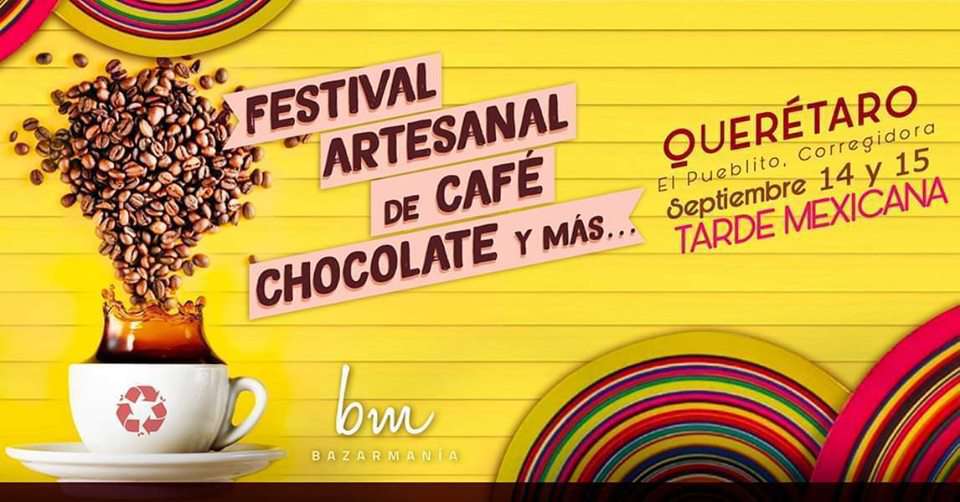 FESTIVAL
ARTESANAL
DE CAFÉ
CHOCOLATE Y MÁS...
QUERÉTARO
El Pueblito, Corregidora
Septiembre 14 y 15
TARDE MEXICANA
bm
BAZARMANÍA